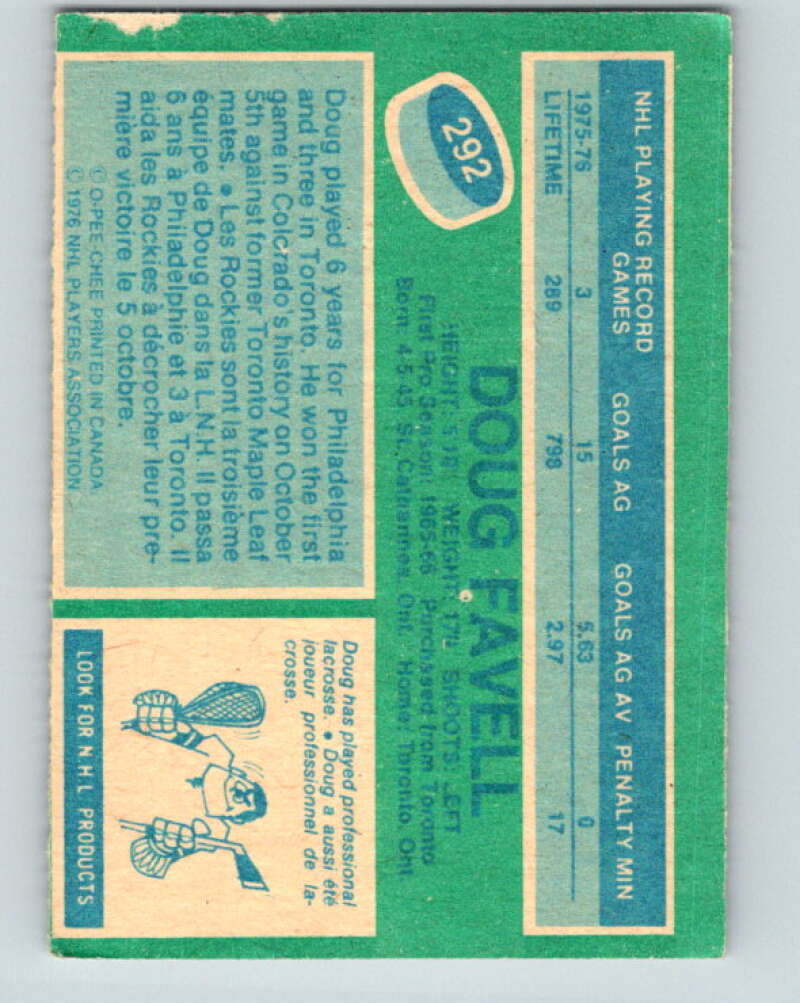 NHL PLAYING RECORD
GAMES GOALS AG GOALS AG AV / PENALTY MIN
1975-76 3 15 5.63 0
LIFETIME 289 798 2.97 17
292
DOUG FAVELL
HEIGHT: 5.10 WEIGHT: 170 SHOOTS: LEFT
First Pro Season: 1965-66 Purchased from Toronto
Born: 4-5-45 St. Catharines, Ont. Home: Toronto, Ont.
Doug played 6 years for Philadelphia
and three in Toronto. He won the first
game in Colorado's history on October
5th against former Toronto Maple Leaf
mates. • Les Rockies sont la troisième
équipe de Doug dans la L.N.H. Il passa
6 ans à Philadelphie et 3 à Toronto. Il
aida les Rockies à décrocher leur pre-
mière victoire le 5 octobre.
© O-PEE-CHEE PRINTED IN CANADA
© 1976 NHL PLAYERS ASSOCIATION
Doug has played professional
lacrosse. • Doug a aussi été
joueur professionnel de la-
crosse.
LOOK FOR N.H.L PRODUCTS